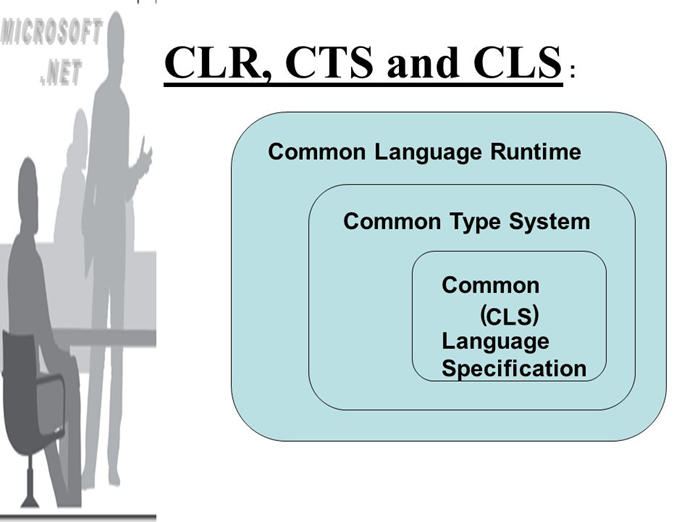 MICROSOFT
.NET
CLR, CTS and CLS :
Common Language Runtime
Common Type System
Common
(CLS)
Language
Specification